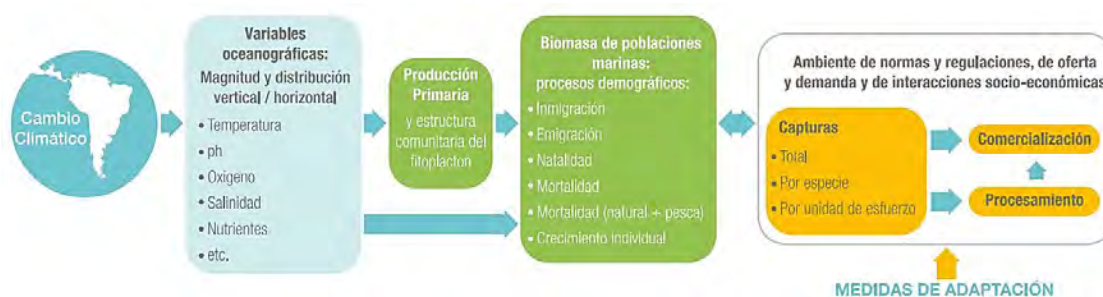 Cambio
Climático
Variables
oceanográficas:
Magnitud y distribución
vertical / horizontal
• Temperatura
• ph
• Oxigeno
• Salinidad
• Nutrientes
• etc.
Producción
Primaria
y estructura
comunitaria del
fitoplacton
Biomasa de poblaciones
marinas:
procesos demográficos:
• Inmigración
• Emigración
• Natalidad
• Mortalidad
• Mortalidad (natural + pesca)
• Crecimiento individual
Ambiente de normas y regulaciones, de oferta
y demanda y de interacciones socio-económicas
Capturas
• Total
• Por especie
• Por unidad de esfuerzo
Comercialización
Procesamiento
MEDIDAS DE ADAPTACIÓN